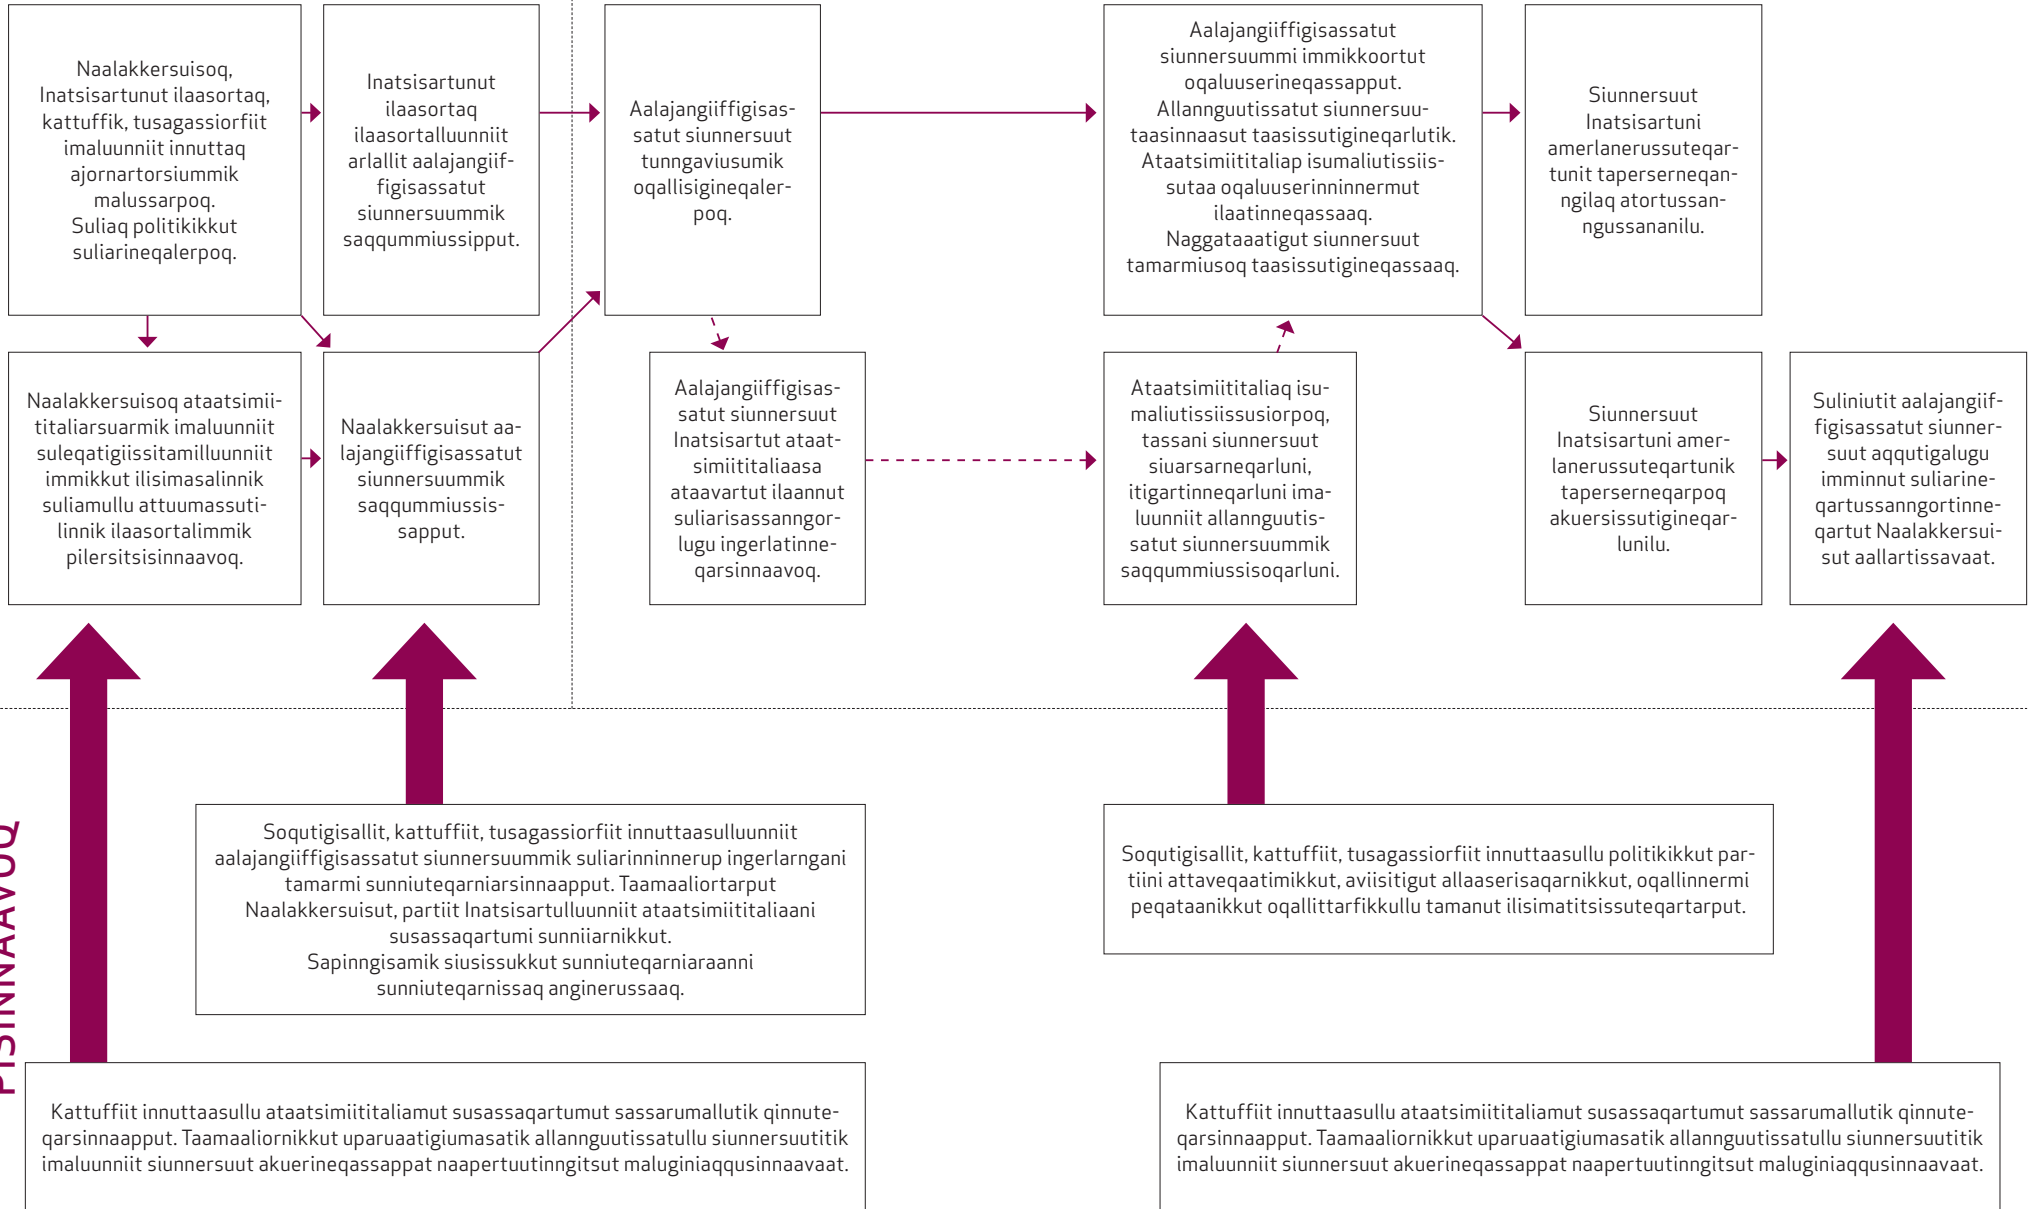 Naalakkersuisoq,
Inatsisartunut ilaasortaq,
kattuffik, tusagassiorfiit
imaluunniit innuttaq
ajornartorsiummik
malussarpoq.
Suliaq politikikkut
suliarineqalerpoq.
Inatsisartunut
ilaasortaq
ilaasortalluunniit
arlallit aalajangiif-
figisassatut
siunnersuummik
saqqummiussipput.
Aalajangiiffigisas-
satut siunnersuut
tunngaviusumik
oqallisigineqaler-
poq.
Aalajangiiffigisassatut
siunnersuummi immikkoortut
oqaluuserineqassapput.
Allannguutissatut siunnersuu-
taasinnaasut taasissutigineqarlutik.
Ataatsimiititaliap isumaliutissiis-
sutaa oqaluuserinninnermut
ilaatinneqassaaq.
Naggataaatigut siunnersuut
tamarmiusoq taasissutigineqassaaq.
Siunnersuut
Inatsisartuni
amerlanerussuteqar-
tunit taperserneqan-
ngilaq atortussan-
ngussananilu.
Naalakkersuisoq ataatsimii-
titaliarsuarmik imaluunniit
suleqatigiissitamilluunniit
immikkut ilisimasalinnik
suliamullu attuumassuti-
linnik ilaasortalimmik
pilersitsisinnaavoq.
Naalakkersuisut aa-
lajangiiffigisassatut
siunnersuummik
saqqummiussis-
sapput.
Aalajangiiffigisas-
satut siunnersuut
Inatsisartut ataat-
simiititaliaasa
ataavartut ilaannut
suliarisassanngor-
lugu ingerlatinne-
qarsinnaavoq.
Ataatsimiititaliaq isu-
maliutissiissusiorpoq,
tassani siunnersuut
siuarsarneqarluni,
itigartinneqarluni ima-
luunniit allannguutis-
satut siunnersuummik
saqqummiussisoqarluni.
Siunnersuut
Inatsisartuni amer-
lanerussuteqartunik
taperserneqarpoq
akuersissutigineqar-
lunilu.
Suliniutit aalajangiif-
figisassatut siunner-
suut aqqutigalugu
imminnut suliarine-
qartussanngortinne-
qartut Naalakkersui-
sut aallartissavaat.
PISINNAAVOQ
Soqutigisallit, kattuffiit, tusagassiorfiit innuttaasulluunniit
aalajangiiffigisassatut siunnersuummik suliarinninnerup ingerlarngani
tamarmi sunniuteqarniarsinnaapput. Taamaaliortarput
Naalakkersuisut, partiit Inatsisartulluunniit ataatsimiititaliaani
susassaqartumi sunniiarnikkut.
Sapinngisamik siusissukkut sunniuteqarniaraanni
sunniuteqarnissaq anginerussaaq.
Soqutigisallit, kattuffiit, tusagassiorfiit innuttaasullu politikikkut par-
tiini attaveqaatimikkut, aviisitigut allaaserisaqarnikkut, oqallinnermi
peqataanikkut oqallittarfikkullu tamanut ilisimatitsissuteqartarput.
Kattuffiit innuttaasullu ataatsimiititaliamut susassaqartumut sassarumallutik qinnute-
qarsinnaapput. Taamaaliornikkut uparuaatigiumasatik allannguutissatullu siunnersuutitik
imaluunniit siunnersuut akuerineqassappat naapertuutinngitsut maluginiaqqusinnaavaat.
Kattuffiit innuttaasullu ataatsimiititaliamut susassaqartumut sassarumallutik qinnute-
qarsinnaapput. Taamaaliornikkut uparuaatigiumasatik allannguutissatullu siunnersuutitik
imaluunniit siunnersuut akuerineqassappat naapertuutinngitsut maluginiaqqusinnaavaat.